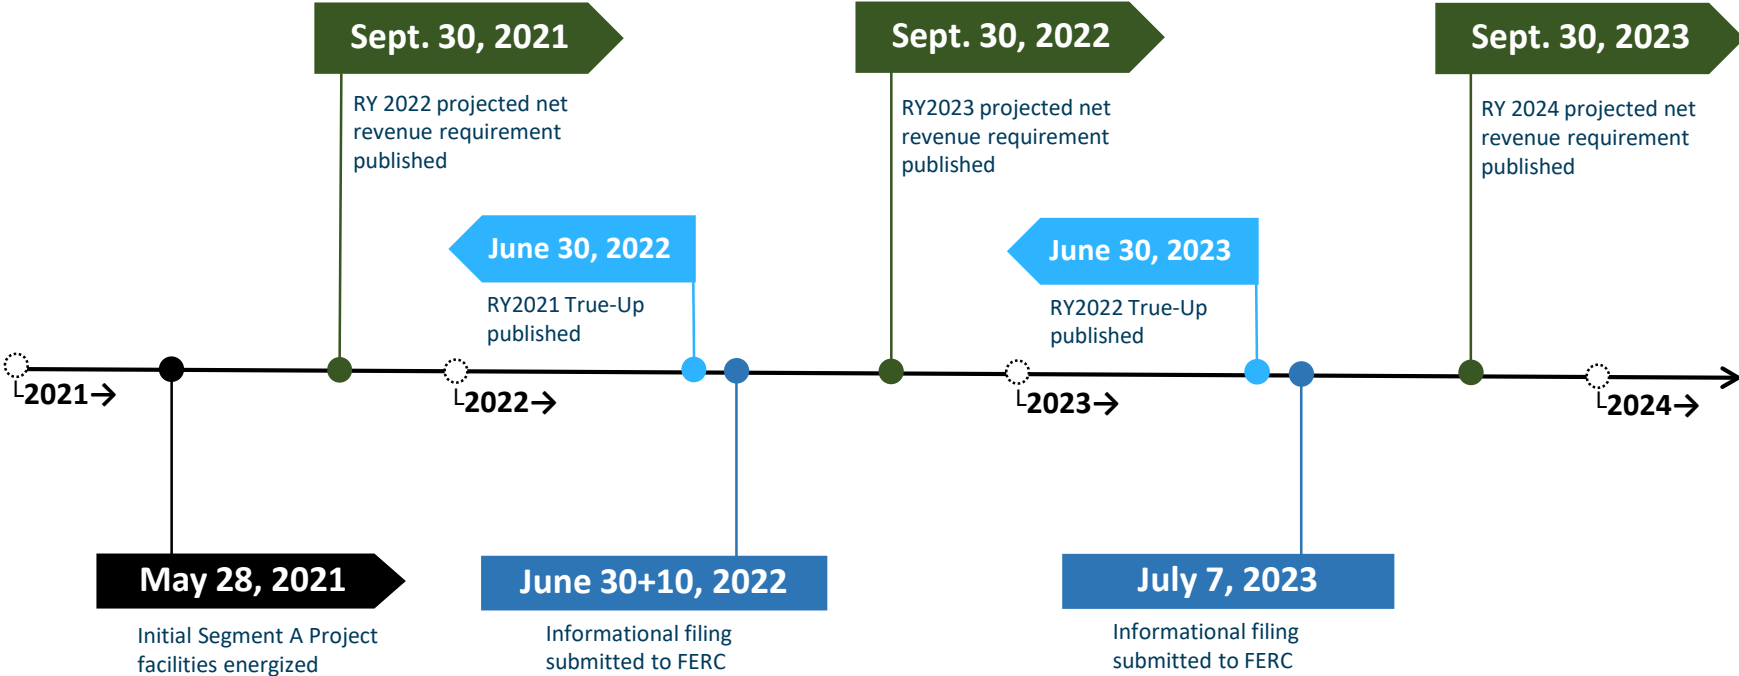 Sept. 30, 2021
RY 2022 projected net
revenue requirement
published
Sept. 30, 2022
RY2023 projected net
revenue requirement
published
Sept. 30, 2023
RY 2024 projected net
revenue requirement
published
June 30, 2022
RY2021 True-Up
published
June 30, 2023
RY2022 True-Up
published
└2021→
└2022→
└2023→
└2024→
May 28, 2021
Initial Segment A Project
facilities energized
June 30+10, 2022
Informational filing
submitted to FERC
July 7, 2023
Informational filing
submitted to FERC